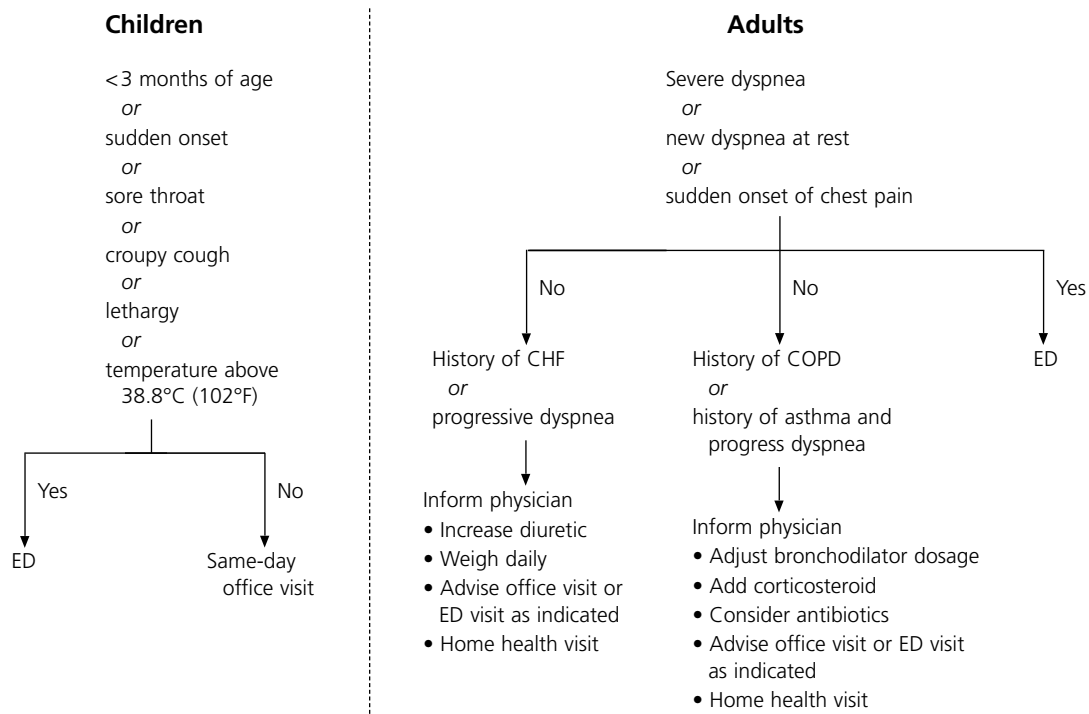 Children
<3 months of age
or
sudden onset
or
sore throat
or
croupy cough
or
lethargy
or
temperature above
38.8°C (102°F)
Yes
No
ED
Same-day
office visit
Adults
Severe dyspnea
or
new dyspnea at rest
or
sudden onset of chest pain
No
No
Yes
History of CHF
or
progressive dyspnea
Inform physician
• Increase diuretic
• Weigh daily
• Advise office visit or
ED visit as indicated
• Home health visit
History of COPD
or
history of asthma and
progress dyspnea
Inform physician
• Adjust bronchodilator dosage
• Add corticosteroid
• Consider antibiotics
• Advise office visit or ED visit
as indicated
• Home health visit
ED